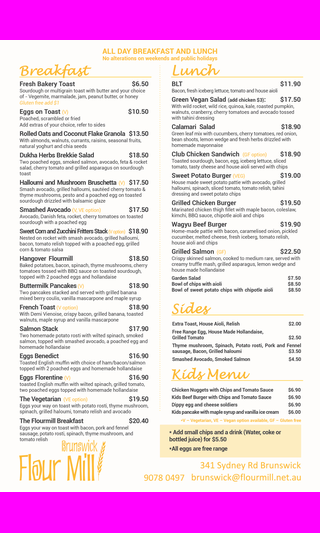 ALL DAY BREAKFAST AND LUNCH
No alterations on weekends and public holidays
Breakfast
Fresh Bakery Toast $6.50
Sourdough or multigrain toast with butter and your choice
of - Vegemite, marmalade, jam, peanut butter, or honey
Gluten free add $1
Eggs on Toast (V) $10.50
Poached, scrambled or fried
Add extras of your choice, refer to sides
Rolled Oats and Coconut Flake Granola $13.50
With almonds, walnuts, currants, raisins, seasonal fruits,
natural yoghurt and chia seeds
Dukha Herbs Brekkie Salad $18.50
Two poached eggs, smoked salmon, avocado, feta & rocket
salad, cherry tomato and grilled asparagus on sourdough
toast
Halloumi and Mushroom Bruschetta (V) $17.50
Smash avocado, grilled halloumi, sautéed cherry tomato &
thyme mushrooms, pesto and a poached egg on toasted
sourdough drizzled with balsamic glaze
Smashed Avocado (V, VE option) $17.50
Avocado, Danish feta, rocket, cherry tomatoes on toasted
sourdough with a poached egg
Sweet Corn and Zucchini Fritters Stack (V option) $18.90
Nested on rocket with smash avocado, grilled halloumi,
bacon, tomato relish topped with a poached egg, grilled
corn & tomato salsa
Hangover Flourmill $18.50
Baked potatoes, bacon, spinach, thyme mushrooms, cherry
tomatoes tossed with BBQ sauce on toasted sourdough,
topped with 2 poached eggs and hollandaise
Buttermilk Pancakes (V) $18.90
Two pancakes stacked and served with grilled banana
mixed berry coulis, vanilla mascarpone and maple syrup
French Toast (V option) $18.90
With Demi Vienoise, crispy bacon, grilled banana, toasted
walnuts, maple syrup and vanilla mascarpone
Salmon Stack $17.90
Two homemade potato rosti with wilted spinach, smoked
salmon, topped with smashed avocado, a poached egg and
homemade hollandaise
Eggs Benedict $16.90
Toasted English muffin with choice of ham/bacon/salmon
topped with 2 poached eggs and homemade hollandaise
Eggs Florentine (V) $16.90
toasted English muffin with wilted spinach, grilled tomato,
two poached eggs topped with homemade hollandaise
The Vegetarian (VE option) $19.50
Eggs your way on toast with potato rosti, thyme mushroom,
spinach, grilled halloumi, tomato relish and avocado
The Flourmill Breakfast $20.40
Eggs your way on toast with bacon, pork and fennel
sausage, potato rosti, spinach, thyme mushroom, and
tomato relish
Brunswick
Flour Mill
Lunch
BLT $11.90
Bacon, fresh iceberg lettuce, tomato and house aioli
Green Vegan Salad (add chicken $3): $17.50
With wild rocket, wild rice, quinoa, kale, roasted pumpkin,
walnuts, cranberry, cherry tomatoes and avocado tossed
with tahini dressing
Calamari Salad $18.90
Green leaf mix with cucumbers, cherry tomatoes, red onion,
bean shoots, lemon wedge and fresh herbs drizzled with
homemade mayonnaise
Club Chicken Sandwich (GF option) $18.90
Toasted sourdough, bacon, egg, iceberg lettuce, sliced
tomato, tasty cheese and house aioli served with chips
Sweet Potato Burger (V/EG) $19.00
House made sweet potato pattie with avocado, grilled
halloumi, spinach, sliced tomato, tomato relish, tahini
dressing and sweet potato chips
Grilled Chicken Burger $19.50
Marinated chicken thigh fillet with maple bacon, coleslaw,
kimchi, BBQ sauce, chipotle aioli and chips
Wagyu Beef Burger $19.90
Home-made pattie with bacon, caramelised onion, pickled
cucumber, melted cheese, fresh iceberg, tomato relish,
house aioli and chips
Grilled Salmon (GF) $22.50
Crispy skinned salmon, cooked to medium rare, served with
creamy truffle mash, grilled asparagus, lemon wedge and
house made hollandaise
Garden Salad $7.50
Bowl of chips with aioli $8.50
Bowl of sweet potato chips with chipotle aioli $8.50
Sides
Extra Toast, House Aioli, Relish $2.00
Free Range Egg, House Made Hollandaise,
Grilled Tomato $2.50
Thyme mushroom, Spinach, Potato rosti, Pork and Fennel
sausage, Bacon, Grilled haloumi $3.50
Smashed Avocado, Smoked Salmon $4.50
Kids Menu
Chicken Nuggets with Chips and Tomato Sauce $6.90
Kids Beef Burger with Chips and Tomato Sauce $6.90
Dippy egg and cheese soldiers $6.90
Kids pancake with maple syrup and vanilla ice cream $6.00
• Add small chips and a drink (Water, coke or
bottled juice) for $5.50
•All eggs are free range
341 Sydney Rd Brunswick
9078 0497 brunswick@flourmill.net.au